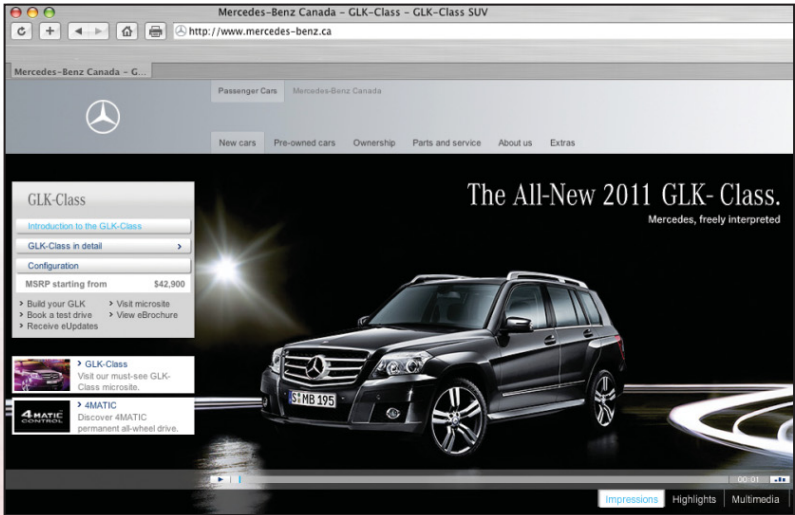 Mercedes-Benz Canada – GLK-Class – GLK-Class SUV
http://www.mercedes-benz.ca
Mercedes-Benz Canada – G...
Passenger Cars Mercedes-Benz Canada
New cars Pre-owned cars Ownership Parts and service About us Extras
GLK-Class
Introduction to the GLK-Class
GLK-Class in detail
Configuration
MSRP starting from $42,900
Build your GLK Visit microsite
Book a test drive View eBrochure
Receive eUpdates
GLK-Class
Visit our must-see GLK-
Class microsite.
4MATIC
CONTROL
4MATIC
Discover 4MATIC
permanent all-wheel drive.
The All-New 2011 GLK- Class.
Mercedes, freely interpreted
S MB 195
00:01
Impressions Highlights Multimedia